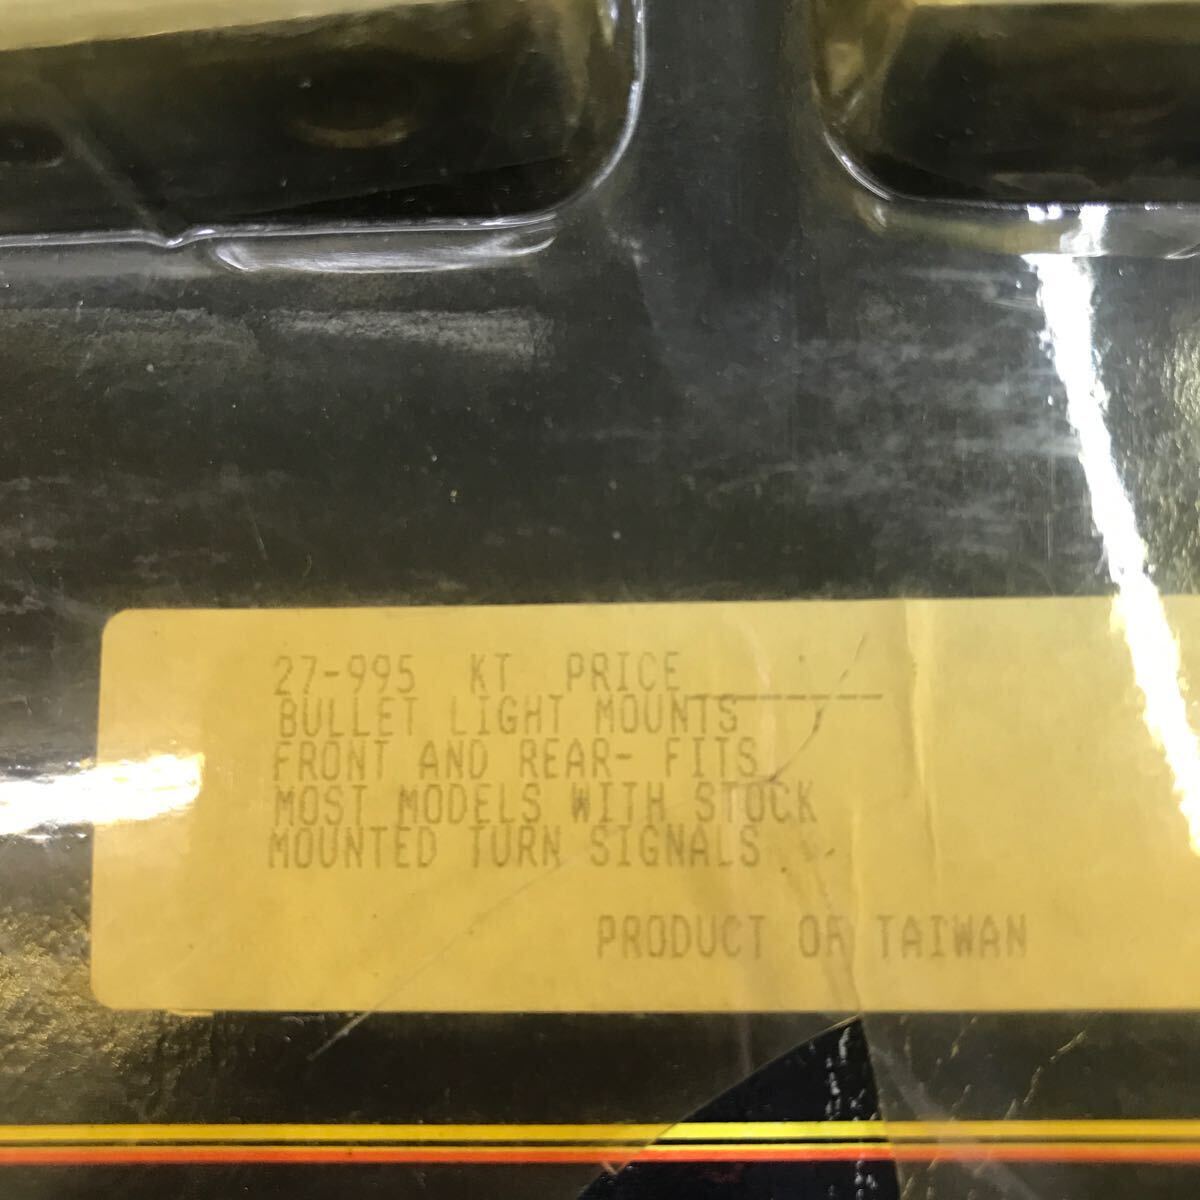 27-995 KT PRICE__________
BULLET LIGHT MOUNTS
FRONT AND REAR- FITS
MOST MODELS WITH STOCK
MOUNTED TURN SIGNALS
PRODUCT OF TAIWAN